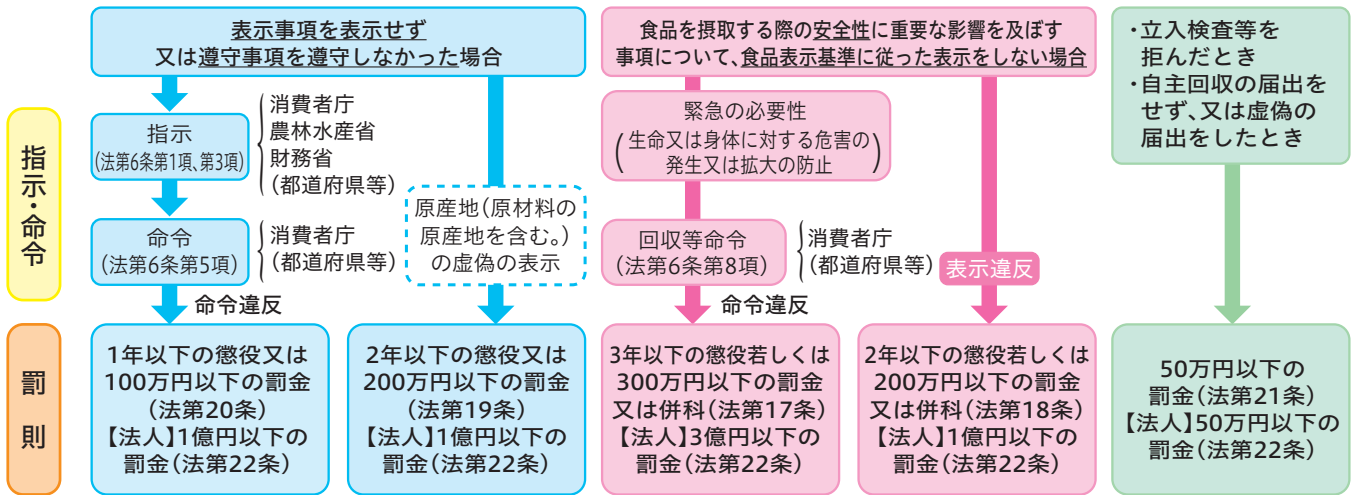 表示事項を表示せず
又は遵守事項を遵守しなかった場合
食品を摂取する際の安全性に重要な影響を及ぼす
事項について、食品表示基準に従った表示をしない場合
・立入検査等を
拒んだとき
・自主回収の届出を
せず、又は虚偽の
届出をしたとき
指示・命令
指示
(法第6条第1項、第3項)
消費者庁
農林水産省
財務省
(都道府県等)
命令
(法第6条第5項)
消費者庁
(都道府県等)
命令違反
原産地(原材料の
原産地を含む。)
の虚偽の表示
緊急の必要性
(生命又は身体に対する危害の
発生又は拡大の防止)
回収等命令
(法第6条第8項)
消費者庁
(都道府県等)
命令違反
表示違反
罰則
1年以下の懲役又は
100万円以下の罰金
(法第20条)
【法人】1億円以下の
罰金(法第22条)
2年以下の懲役又は
200万円以下の罰金
(法第19条)
【法人】1億円以下の
罰金(法第22条)
3年以下の懲役若しくは
300万円以下の罰金
又は併科(法第17条)
【法人】3億円以下の
罰金(法第22条)
2年以下の懲役若しくは
200万円以下の罰金
又は併科(法第18条)
【法人】1億円以下の
罰金(法第22条)
50万円以下の
罰金(法第21条)
【法人】50万円以下の
罰金(法第22条)